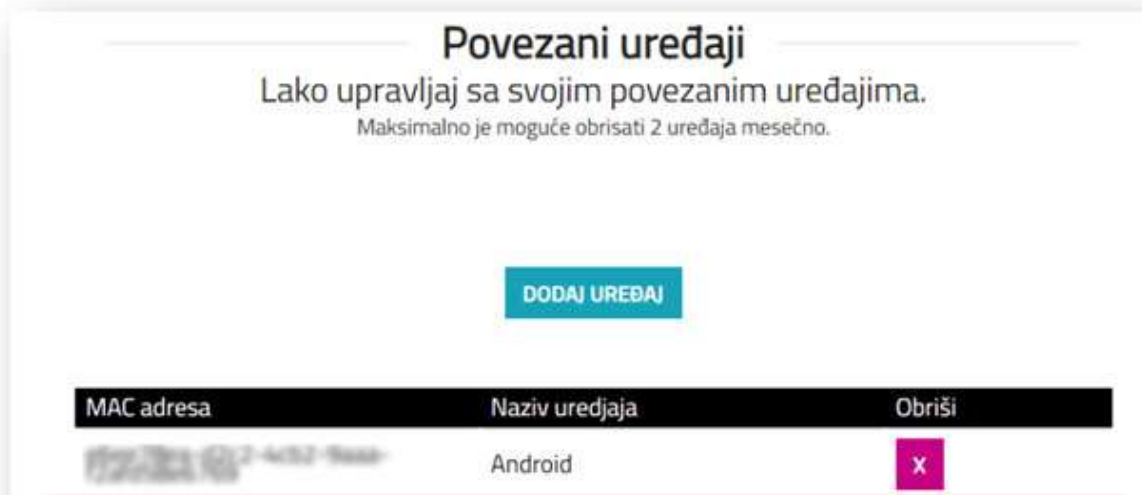 Povezani uređaji
Lako upravljaj sa svojim povezanim uređajima.
Maksimalno je moguće obrisati 2 uređaja mesečno.
DODAJ UREĐAJ
MAC adresa Naziv uredjaja Obriši
Android X